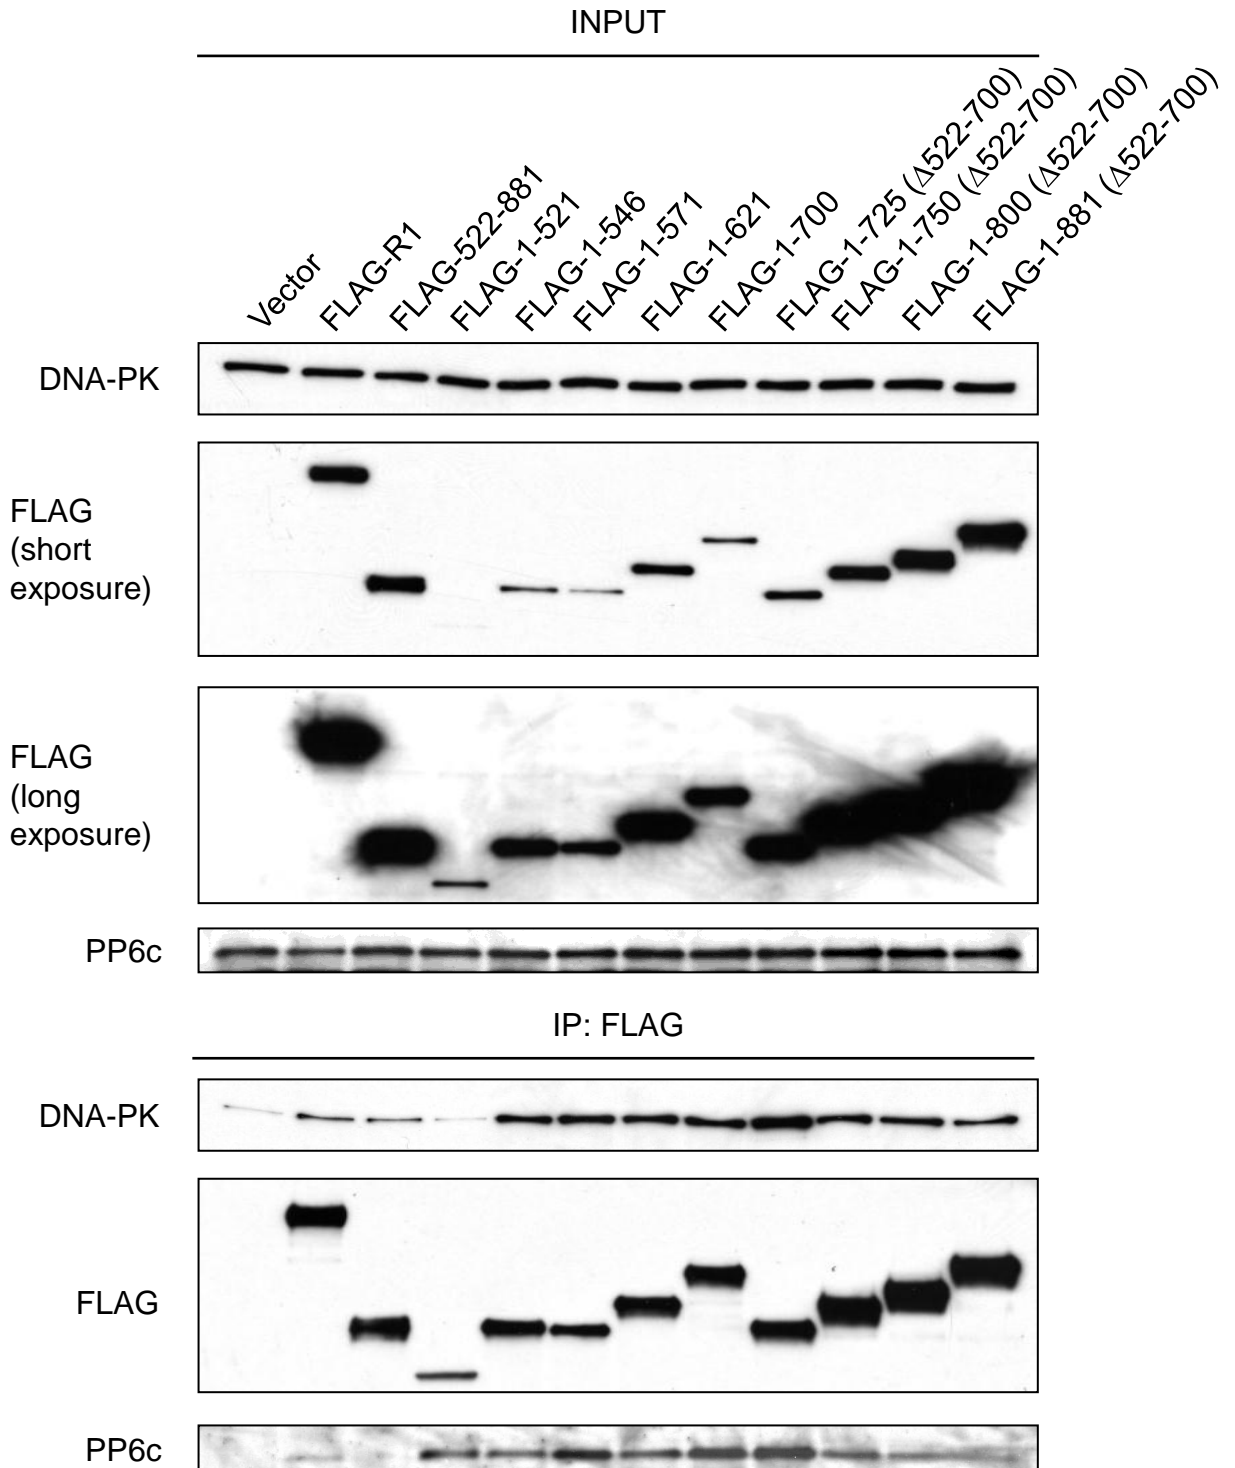 INPUT
Vector
FLAG-R1
FLAG-522-881
FLAG-1-521
FLAG-1-546
FLAG-1-571
FLAG-1-621
FLAG-1-700
FLAG-1-725 (Δ522-700)
FLAG-1-750 (Δ522-700)
FLAG-1-800 (Δ522-700)
FLAG-1-881 (Δ522-700)
DNA-PK
FLAG
(short
exposure)
FLAG
(long
exposure)
PP6c
IP: FLAG
DNA-PK
FLAG
PP6c